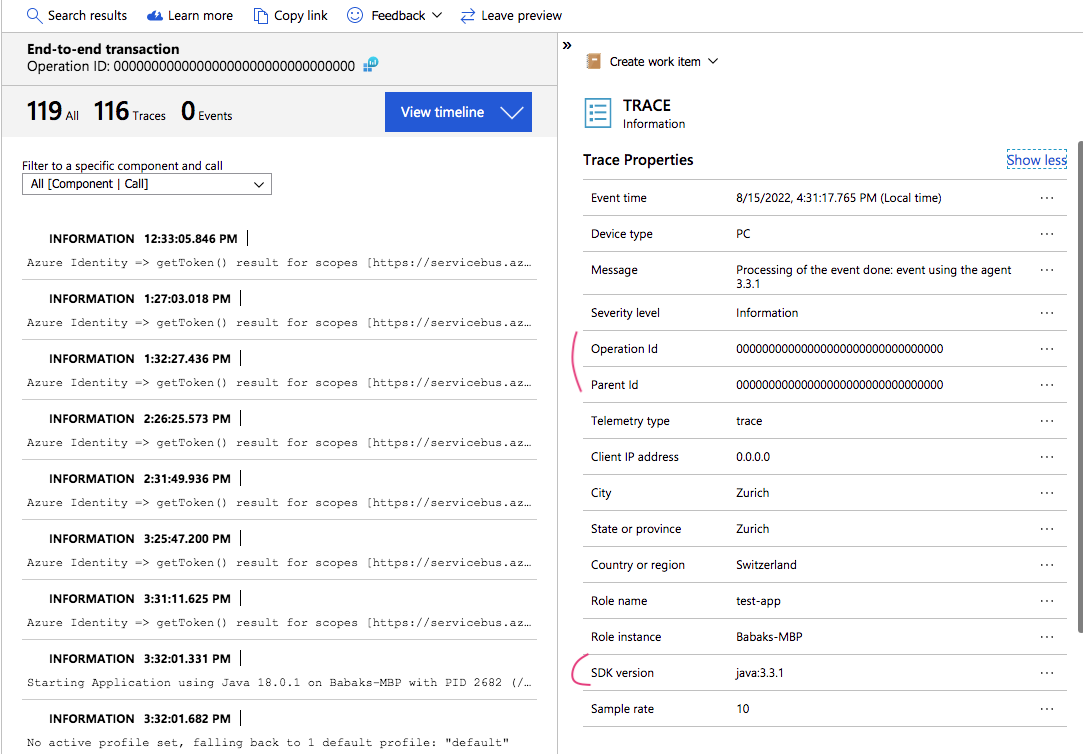 Search results Learn more Copy link Feedback Leave preview
End-to-end transaction
Operation ID: 00000000000000000000000000000000
119 All 116 Traces 0 Events
View timeline
Filter to a specific component and call
All [Component | Call]
INFORMATION 12:33:05.846 PM
Azure Identity => getToken() result for scopes [https://servicebus.az…
INFORMATION 1:27:03.018 PM
Azure Identity => getToken() result for scopes [https://servicebus.az…
INFORMATION 1:32:27.436 PM
Azure Identity => getToken() result for scopes [https://servicebus.az…
INFORMATION 2:26:25.573 PM
Azure Identity => getToken() result for scopes [https://servicebus.az…
INFORMATION 2:31:49.936 PM
Azure Identity => getToken() result for scopes [https://servicebus.az…
INFORMATION 3:25:47.200 PM
Azure Identity => getToken() result for scopes [https://servicebus.az…
INFORMATION 3:31:11.625 PM
Azure Identity => getToken() result for scopes [https://servicebus.az…
INFORMATION 3:32:01.331 PM
Starting Application using Java 18.0.1 on Babaks-MBP with PID 2682 (/…
INFORMATION 3:32:01.682 PM
No active profile set, falling back to 1 default profile: "default"
»
Create work item
TRACE
Information
Trace Properties Show less
Event time 8/15/2022, 4:31:17.765 PM (Local time) ...
Device type PC ...
Message Processing of the event done: event using the agent ...
3.3.1
Severity level Information ...
Operation Id 00000000000000000000000000000000 ...
Parent Id 00000000000000000000000000000000 ...
Telemetry type trace ...
Client IP address 0.0.0.0 ...
City Zurich ...
State or province Zurich ...
Country or region Switzerland ...
Role name test-app ...
Role instance Babaks-MBP ...
SDK version java:3.3.1 ...
Sample rate 10 ...